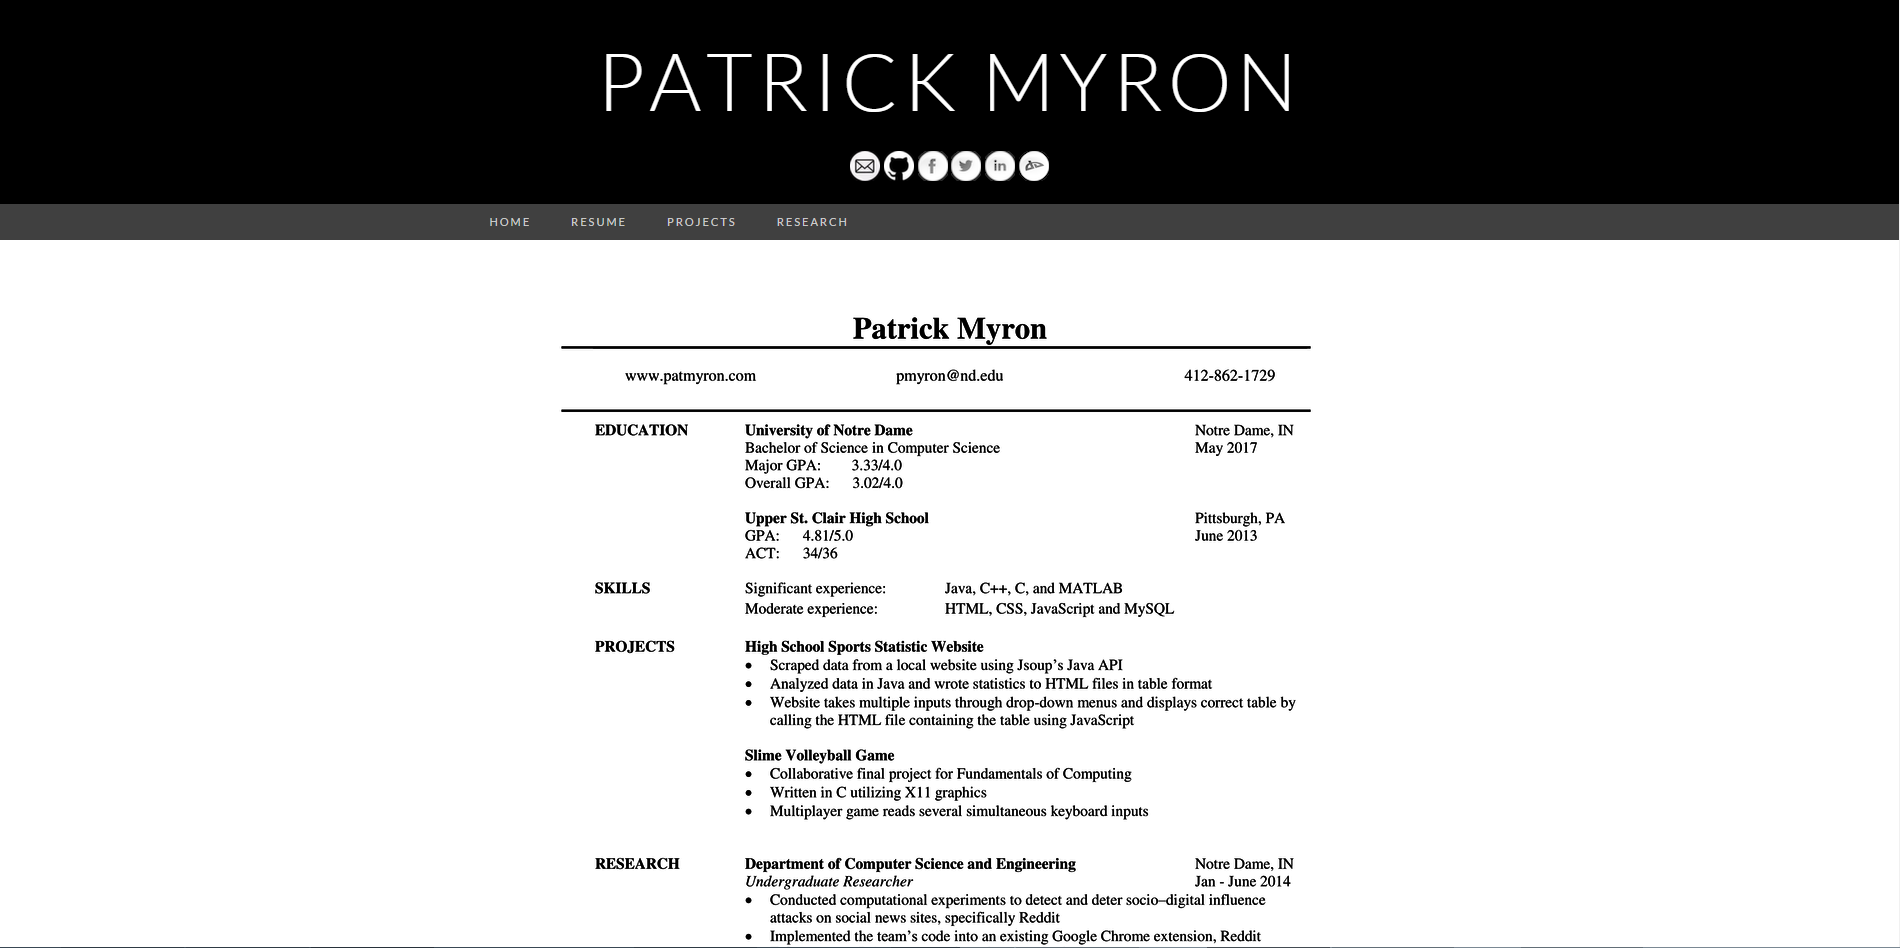 PATRICK MYRON
in
HOME RESUME PROJECTS RESEARCH
Patrick Myron
www.patmyron.com pmyron@nd.edu 412-862-1729
EDUCATION University of Notre Dame Notre Dame, IN
Bachelor of Science in Computer Science May 2017
Major GPA: 3.33/4.0
Overall GPA: 3.02/4.0
Upper St. Clair High School Pittsburgh, PA
GPA: 4.81/5.0 June 2013
ACT: 34/36
SKILLS Significant experience: Java, C++, C, and MATLAB
Moderate experience: HTML, CSS, JavaScript and MySQL
PROJECTS High School Sports Statistic Website
• Scraped data from a local website using Jsoup's Java API
• Analyzed data in Java and wrote statistics to HTML files in table format
• Website takes multiple inputs through drop-down menus and displays correct table by
calling the HTML file containing the table using JavaScript
Slime Volleyball Game
• Collaborative final project for Fundamentals of Computing
• Written in C utilizing X11 graphics
• Multiplayer game reads several simultaneous keyboard inputs
RESEARCH Department of Computer Science and Engineering Notre Dame, IN
Undergraduate Researcher Jan - June 2014
• Conducted computational experiments to detect and deter socio–digital influence
attacks on social news sites, specifically Reddit
• Implemented the team's code into an existing Google Chrome extension, Reddit